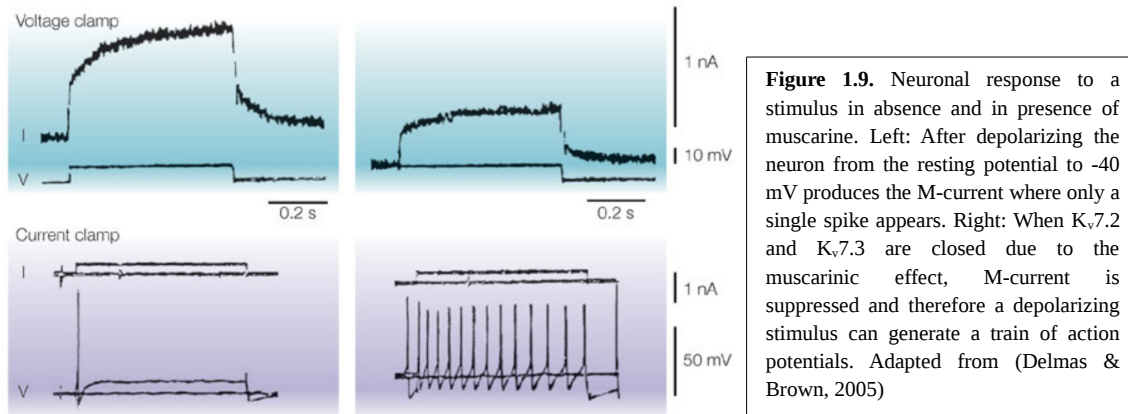 Voltage clamp
I
V
1 nA
10 mV
0.2 s
0.2 s
Current clamp
I
V
1 nA
50 mV
Figure 1.9. Neuronal response to a
stimulus in absence and in presence of
muscarine. Left: After depolarizing the
neuron from the resting potential to -40
mV produces the M-current where only a
single spike appears. Right: When Kv7.2
and Kv7.3 are closed due to the
muscarinic effect, M-current is
suppressed and therefore a depolarizing
stimulus can generate a train of action
potentials. Adapted from (Delmas &
Brown, 2005)